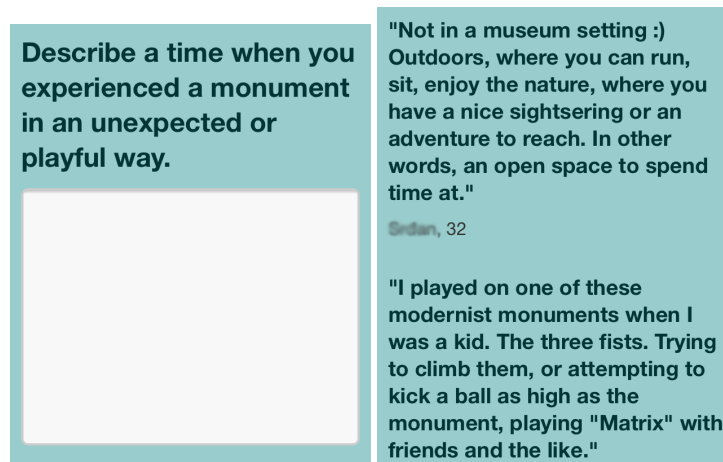 Describe a time when you
experienced a monument
in an unexpected or
playful way.
"Not in a museum setting :)
Outdoors, where you can run,
sit, enjoy the nature, where you
have a nice sightsering or an
adventure to reach. In other
words, an open space to spend
time at."
32
"I played on one of these
modernist monuments when I
was a kid. The three fists. Trying
to climb them, or attempting to
kick a ball as high as the
monument, playing "Matrix" with
friends and the like."